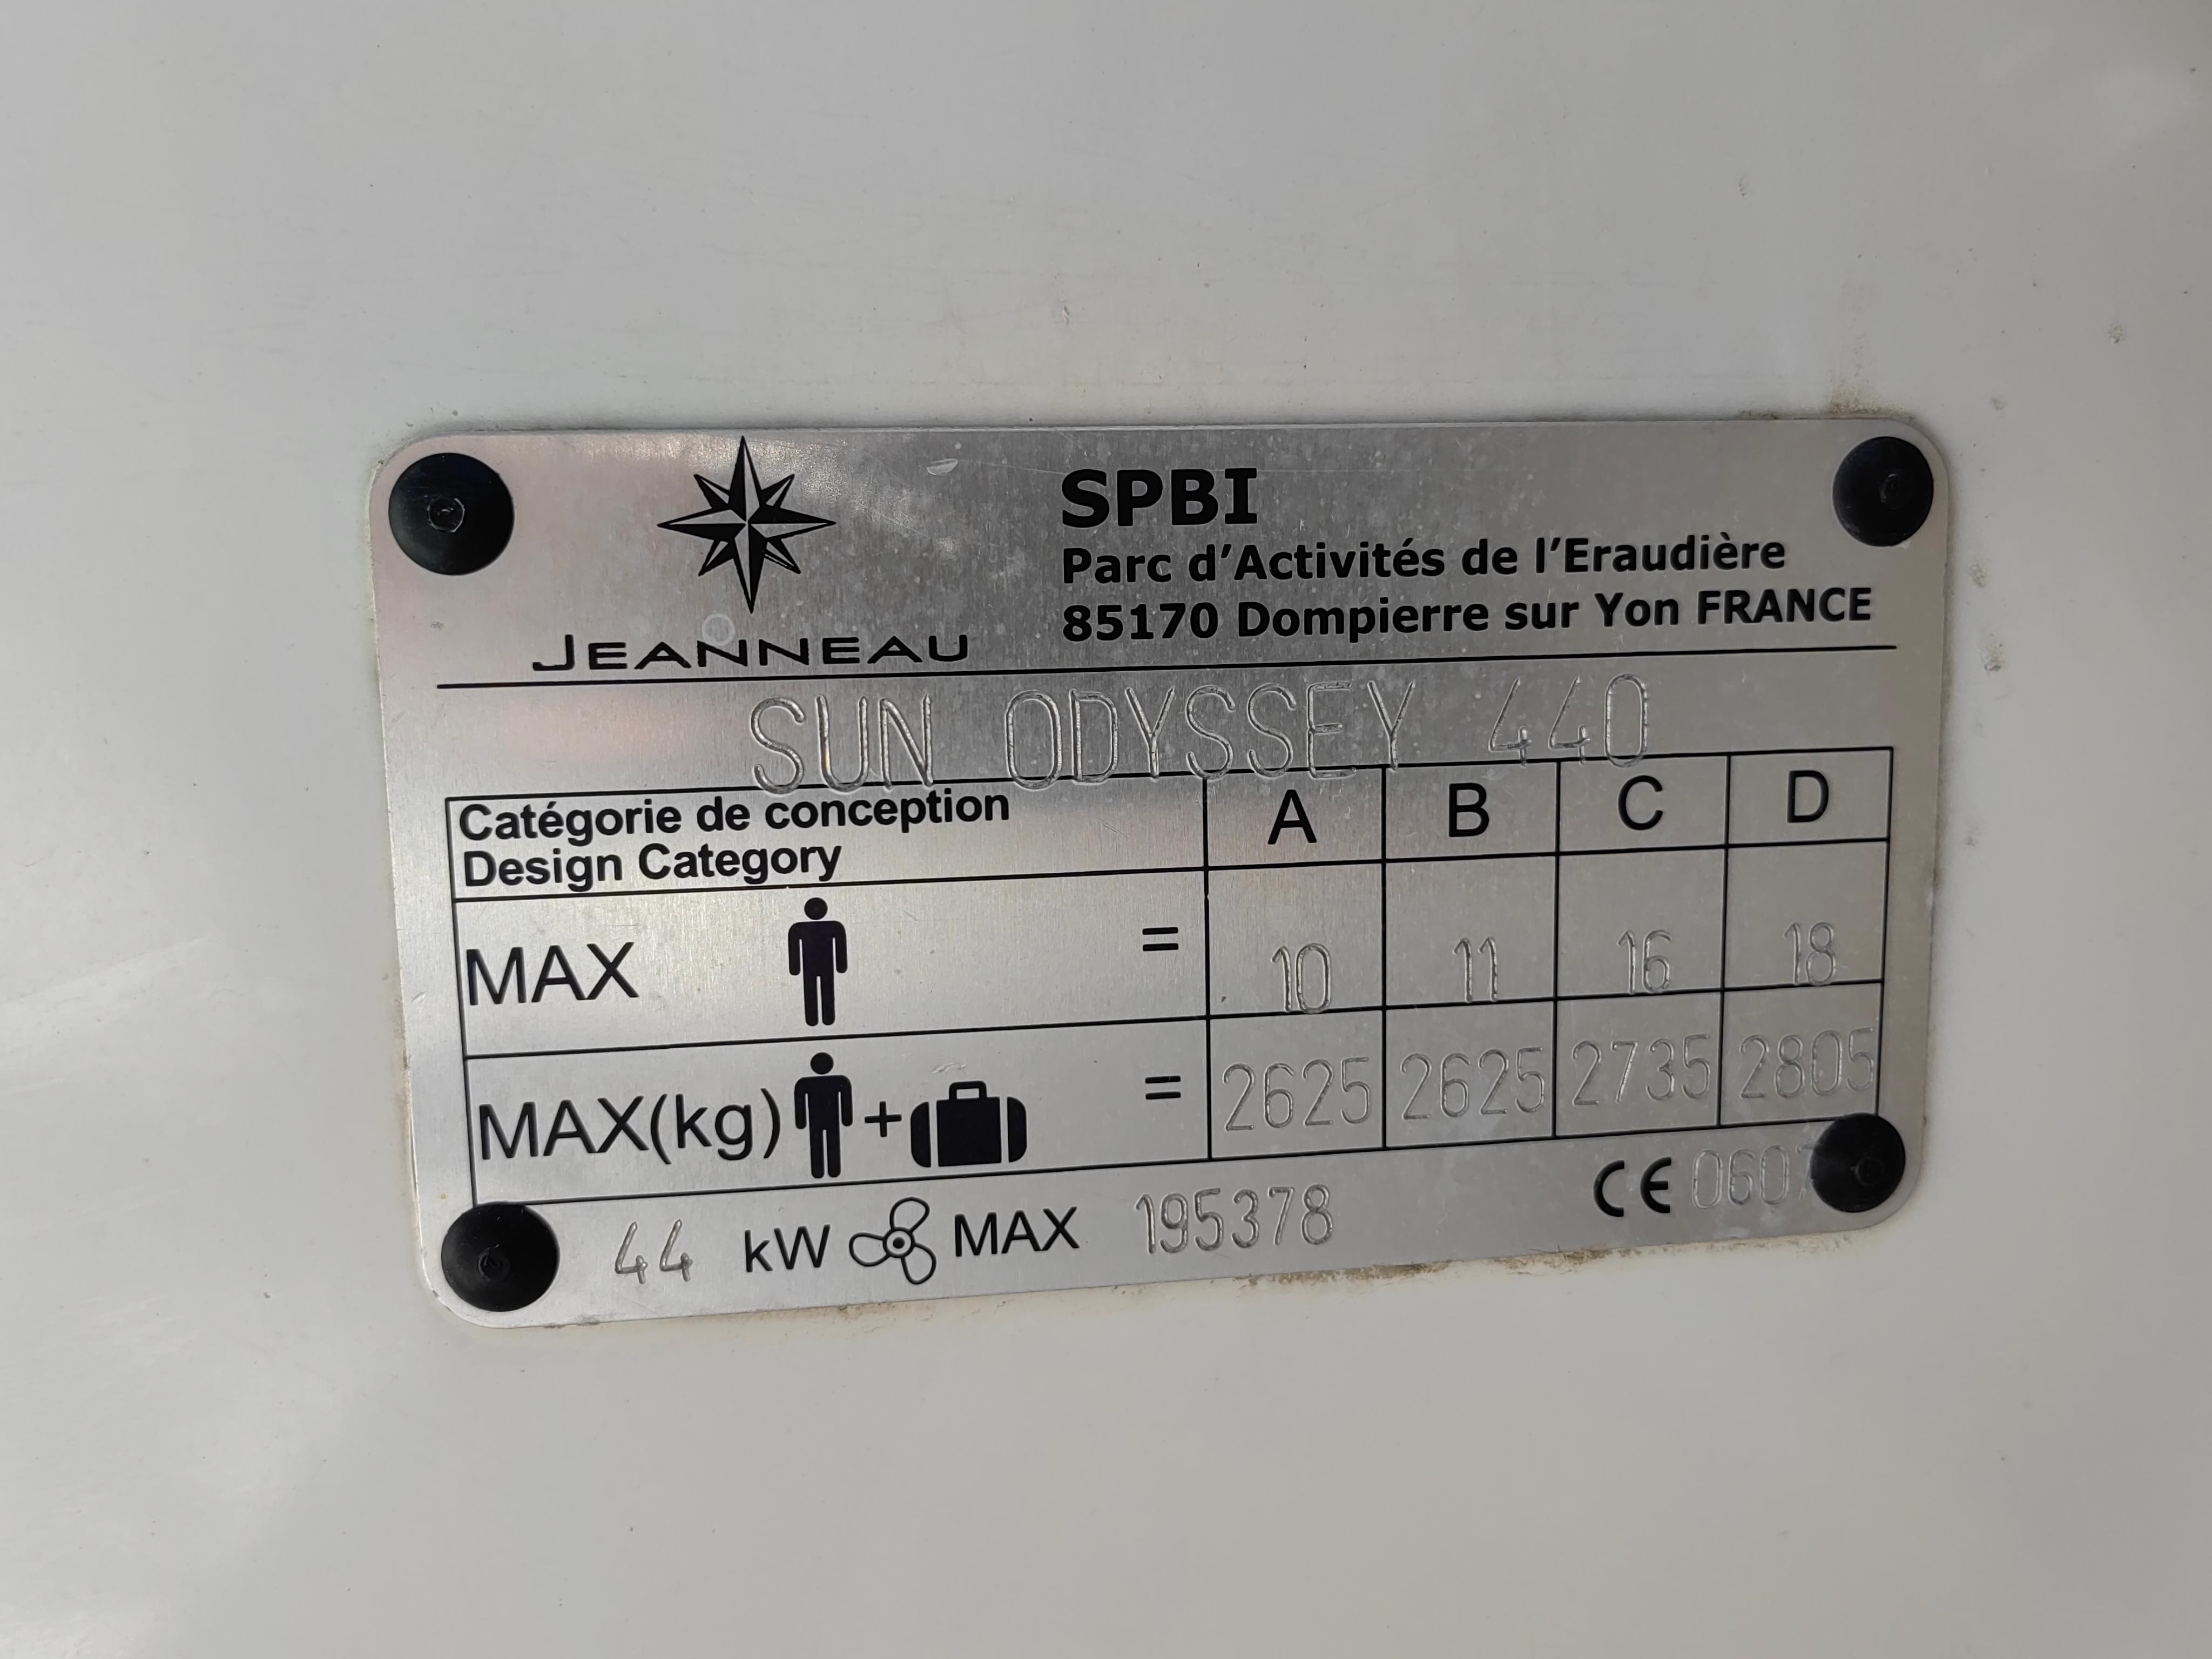 JEANNEAU
SPBI
Parc d'Activités de l'Eraudière
85170 Dompierre sur Yon FRANCE
SUN ODYSSEY 440
Catégorie de conception
Design Category
A B C D
MAX = 10 11 16 18
MAX(kg) + = 2625 2625 2735 2805
44 kW MAX 195378 CE 0607